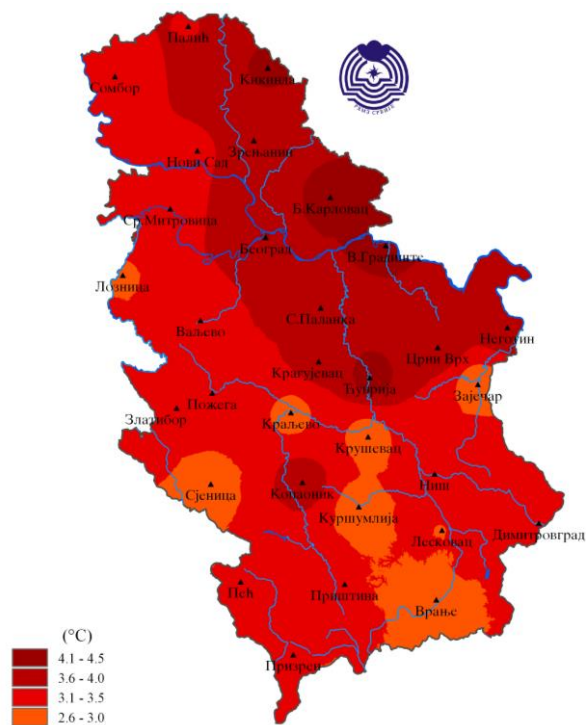 Палић
Кикинда
Сомбор
РХМЗ СРБИЈЕ
Зрењанин
Нови Сад
Б.Карловац
Ср.Митровица
Београд
В.Градиште
Лозница
С.Паланка
Ваљево
Неготин
Црни Врх
Крагујевац
Ћуприја
Зајечар
Пожега
Златибор
Краљево
Крушевац
Ниш
Сјеница
Копаоник
Куршумлија
Димитровград
Лесковац
Пећ
Приштина
Врање
(°C)
Призрен
4.1 - 4.5
3.6 - 4.0
3.1 - 3.5
2.6 - 3.0